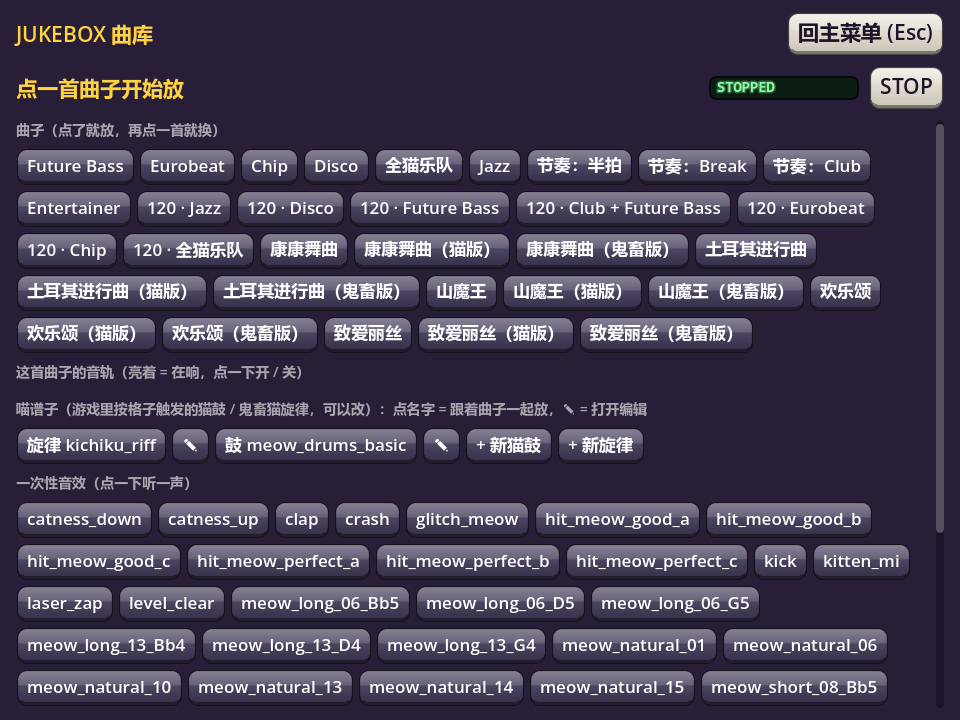 JUKEBOX 曲库
回主菜单 (Esc)
点一首曲子开始放
STOPPED
STOP
曲子（点了就放，再点一首就换）
Future Bass Eurobeat Chip Disco 全猫乐队 Jazz 节奏：半拍 节奏：Break 节奏：Club
Entertainer 120 · Jazz 120 · Disco 120 · Future Bass 120 · Club + Future Bass 120 · Eurobeat
120 · Chip 120 · 全猫乐队 康康舞曲 康康舞曲（猫版） 康康舞曲（鬼畜版） 土耳其进行曲
土耳其进行曲（猫版） 土耳其进行曲（鬼畜版） 山魔王 山魔王（猫版） 山魔王（鬼畜版） 欢乐颂
欢乐颂（猫版） 欢乐颂（鬼畜版） 致爱丽丝 致爱丽丝（猫版） 致爱丽丝（鬼畜版）
这首曲子的音轨（亮着 = 在响，点一下开 / 关）
喵谱子（游戏里按格子触发的猫鼓 / 鬼畜猫旋律，可以改）：点名字 = 跟着曲子一起放，✎ = 打开编辑
旋律 kichiku_riff ✎ 鼓 meow_drums_basic ✎ + 新猫鼓 + 新旋律
一次性音效（点一下听一声）
catness_down catness_up clap crash glitch_meow hit_meow_good_a hit_meow_good_b
hit_meow_good_c hit_meow_perfect_a hit_meow_perfect_b hit_meow_perfect_c kick kitten_mi
laser_zap level_clear meow_long_06_Bb5 meow_long_06_D5 meow_long_06_G5
meow_long_13_Bb4 meow_long_13_D4 meow_long_13_G4 meow_natural_01 meow_natural_06
meow_natural_10 meow_natural_13 meow_natural_14 meow_natural_15 meow_short_08_Bb5